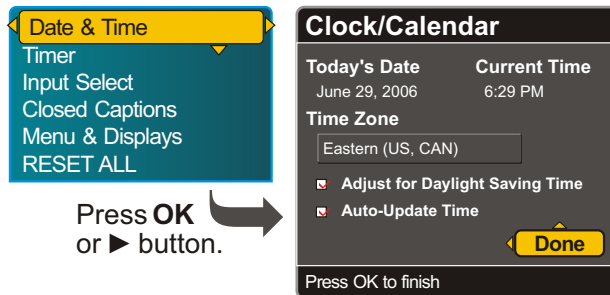 Date & Time
Timer
Input Select
Closed Captions
Menu & Displays
RESET ALL
Press OK
or ► button.
Clock/Calendar
Today's Date Current Time
June 29, 2006 6:29 PM
Time Zone
Eastern (US, CAN)
Adjust for Daylight Saving Time
Auto-Update Time
Done
Press OK to finish